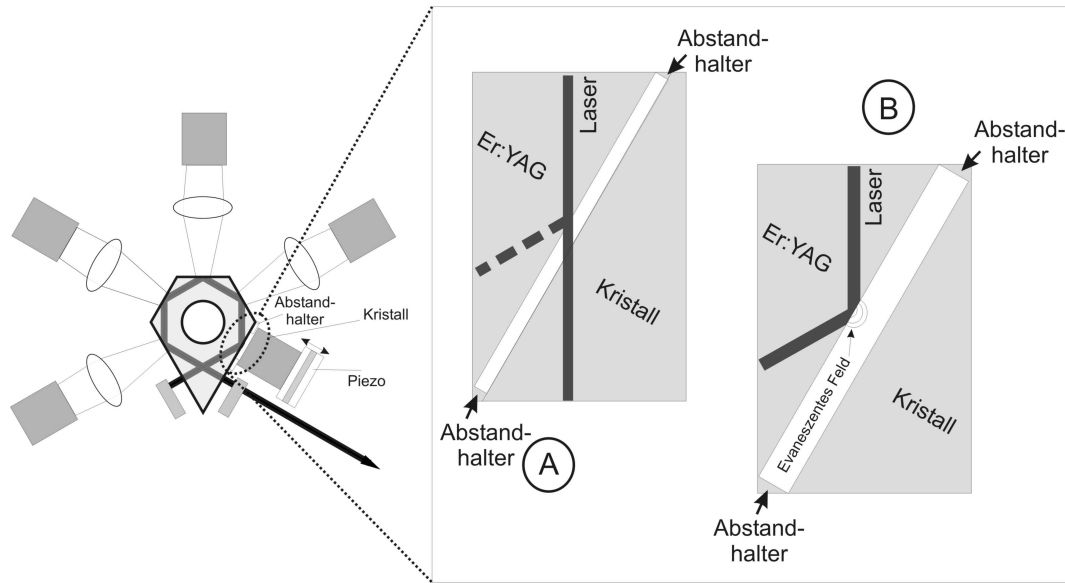 Abstand-
halter
Kristall
Piezo
Abstand-
halter
Laser
Er:YAG
Kristall
Abstand-
halter
A
B
Abstand-
halter
Laser
Er:YAG
Evaneszentes Feld
Kristall
Abstand-
halter